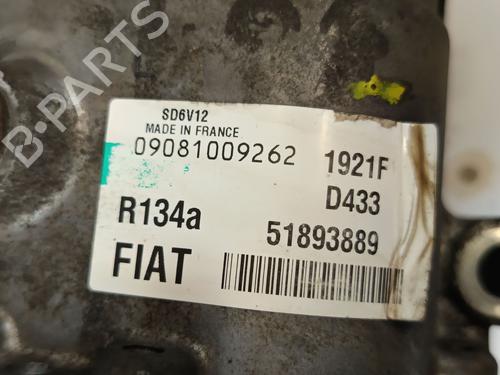 B-PARTS
SD6V12
MADE IN FRANCE
09081009262 1921F
D433
R134a 51893889
FIAT